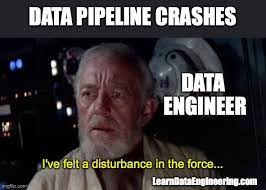 DATA PIPELINE CRASHES
DATA
ENGINEER
I've felt a disturbance in the force...
LearnDataEngineering.com
imgflip.com